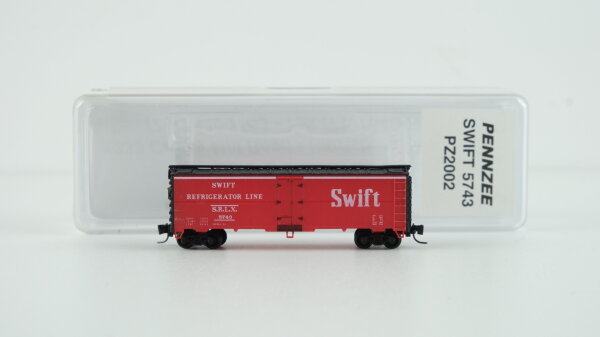 SWIFT
REFRIGERATOR LINE
S.R.L.X.
Swift
PENNZEE
SWIFT 5743
PZ2002